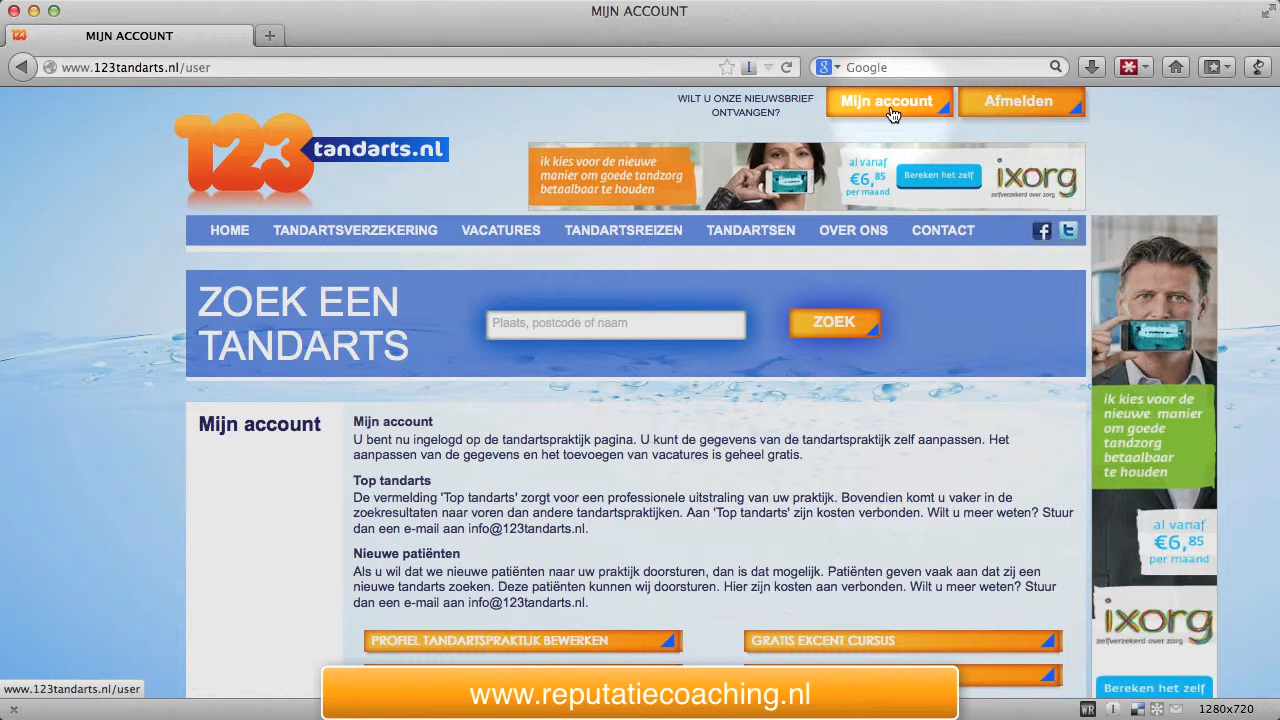 MIJN ACCOUNT
123
MIJN ACCOUNT
www.123tandarts.nl/user
Google
WILT U ONZE NIEUWSBRIEF
ONTVANGEN?
Mijn account
Afmelden
123
tandarts.nl
ik kies voor de nieuwe
manier om goede tandzorg
betaalbaar te houden
al vanaf
€6,85
per maand
Bereken het zelf
ixorg
zelfverzekerd over zorg
HOME
TANDARTSVERZEKERING
VACATURES
TANDARTSREIZEN
TANDARTSEN
OVER ONS
CONTACT
ZOEK EEN
TANDARTS
Plaats, postcode of naam
ZOEK
ik kies voor de
nieuwe manier
om goede
tandzorg
betaalbaar
te houden
al vanaf
€6,85
per maand
ixorg
zelfverzekerd over zorg
Bereken het zelf
Mijn account
Mijn account
U bent nu ingelogd op de tandartspraktijk pagina. U kunt de gegevens van de tandartspraktijk zelf aanpassen. Het
aanpassen van de gegevens en het toevoegen van vacatures is geheel gratis.
Top tandarts
De vermelding 'Top tandarts' zorgt voor een professionele uitstraling van uw praktijk. Bovendien komt u vaker in de
zoekresultaten naar voren dan andere tandartspraktijken. Aan 'Top tandarts' zijn kosten verbonden. Wilt u meer weten? Stuur
dan een e-mail aan info@123tandarts.nl.
Nieuwe patiënten
Als u wil dat we nieuwe patiënten naar uw praktijk doorsturen, dan is dat mogelijk. Patiënten geven vaak aan dat zij een
nieuwe tandarts zoeken. Deze patiënten kunnen wij doorsturen. Hier zijn kosten aan verbonden. Wilt u meer weten? Stuur
dan een e-mail aan info@123tandarts.nl.
PROFIEL TANDARTSPRAKTIJK BEWERKEN
GRATIS EXCENT CURSUS
www.123tandarts.nl/user
www.reputatiecoaching.nl
WR
1280x720